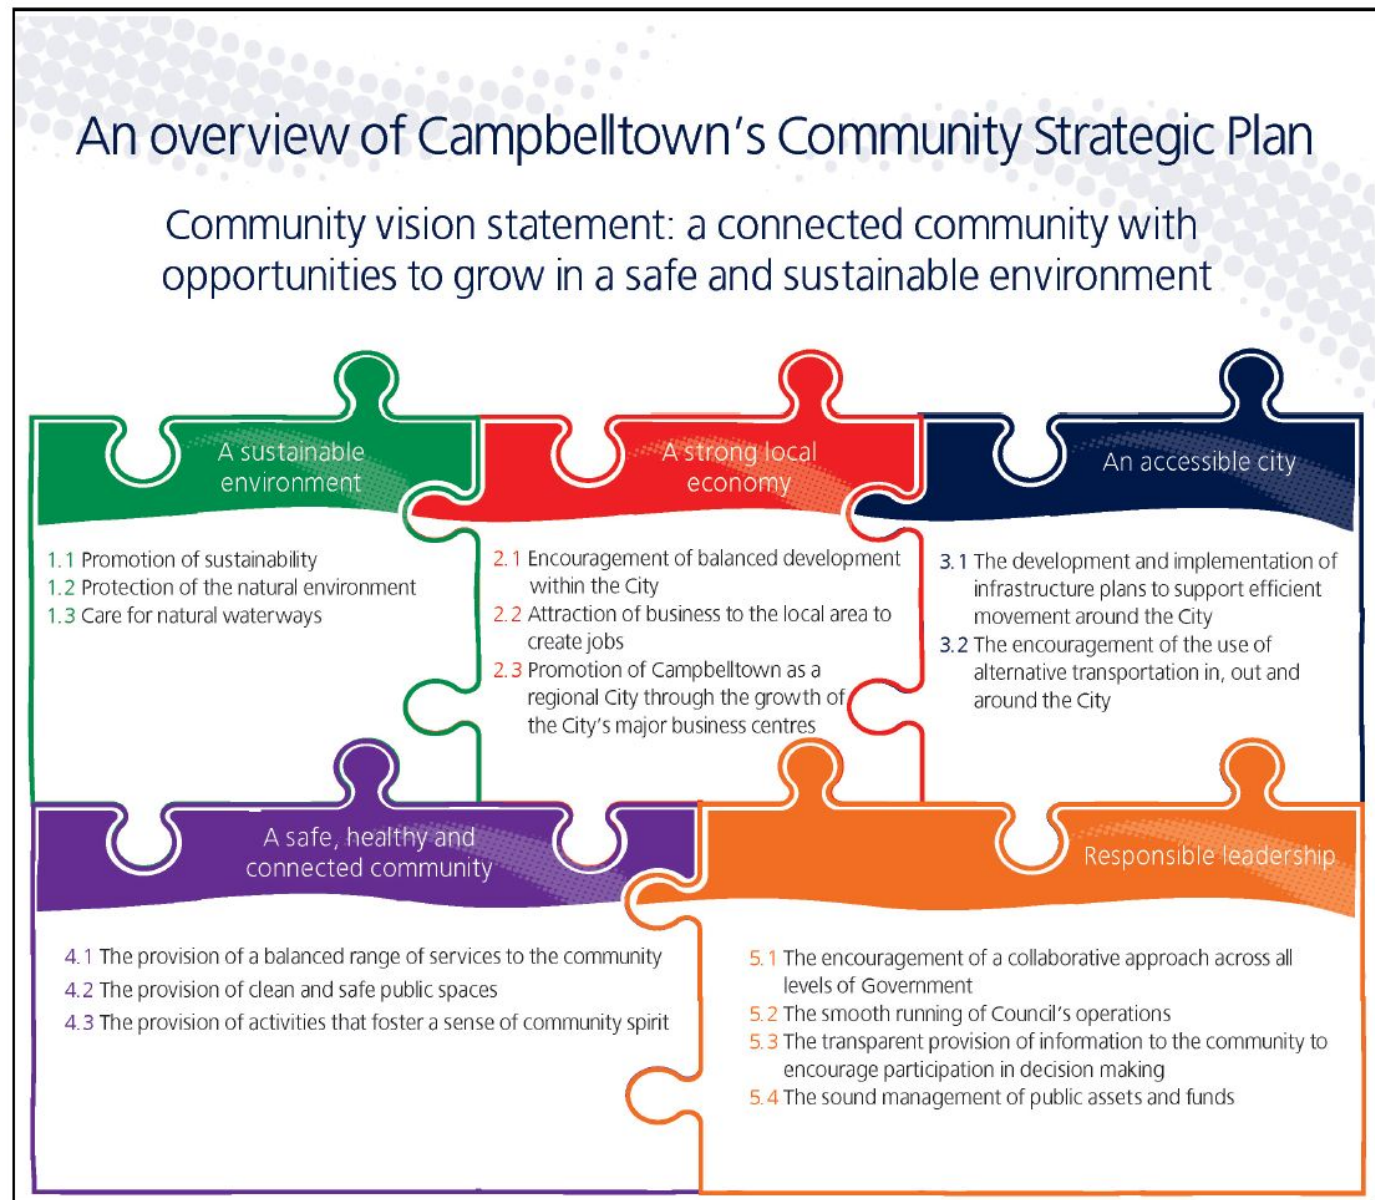 An overview of Campbelltown's Community Strategic Plan
Community vision statement: a connected community with
opportunities to grow in a safe and sustainable environment
A sustainable
environment
1.1 Promotion of sustainability
1.2 Protection of the natural environment
1.3 Care for natural waterways
A strong local
economy
2.1 Encouragement of balanced development
within the City
2.2 Attraction of business to the local area to
create jobs
2.3 Promotion of Campbelltown as a
regional City through the growth of
the City's major business centres
An accessible city
3.1 The development and implementation of
infrastructure plans to support efficient
movement around the City
3.2 The encouragement of the use of
alternative transportation in, out and
around the City
A safe, healthy and
connected community
4.1 The provision of a balanced range of services to the community
4.2 The provision of clean and safe public spaces
4.3 The provision of activities that foster a sense of community spirit
Responsible leadership
5.1 The encouragement of a collaborative approach across all
levels of Government
5.2 The smooth running of Council's operations
5.3 The transparent provision of information to the community to
encourage participation in decision making
5.4 The sound management of public assets and funds